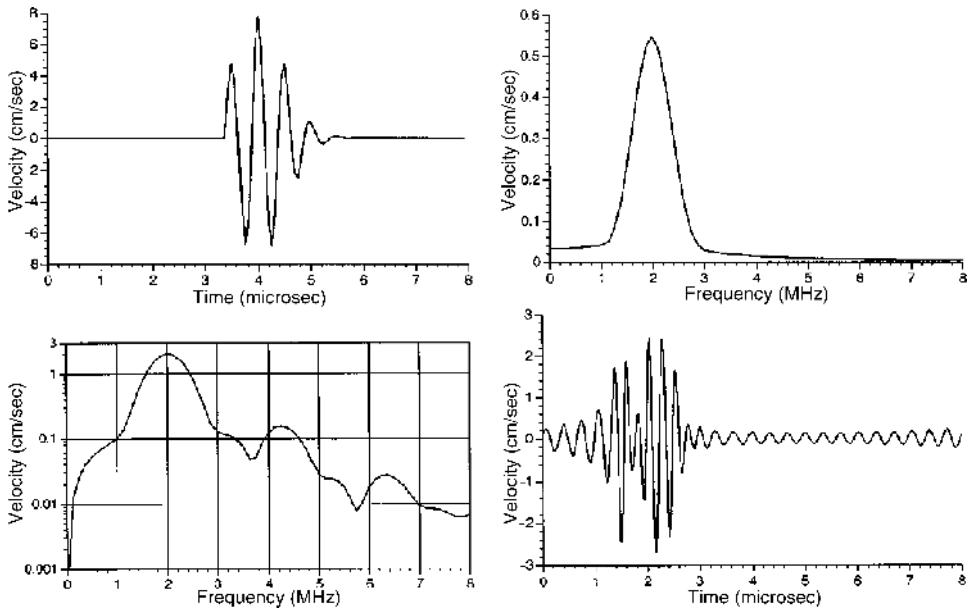 8
6
4
2
0
-2
-4
-6
8
Velocity (cm/sec)
0 1 2 3 4 5 6 7 8
Time (microsec)
0.6
0.5
0.4
0.3
0.2
0.1
0
Velocity (cm/sec)
0 1 2 3 4 5 6 7 8
Frequency (MHz)
3
1
0.1
0.01
0.001
Velocity (cm/sec)
0 1 2 3 4 5 6 7 8
Frequency (MHz)
3
2
1
0
-1
-2
-3
Velocity (cm/sec)
0 1 2 3 4 5 6 7 8
Time (microsec)